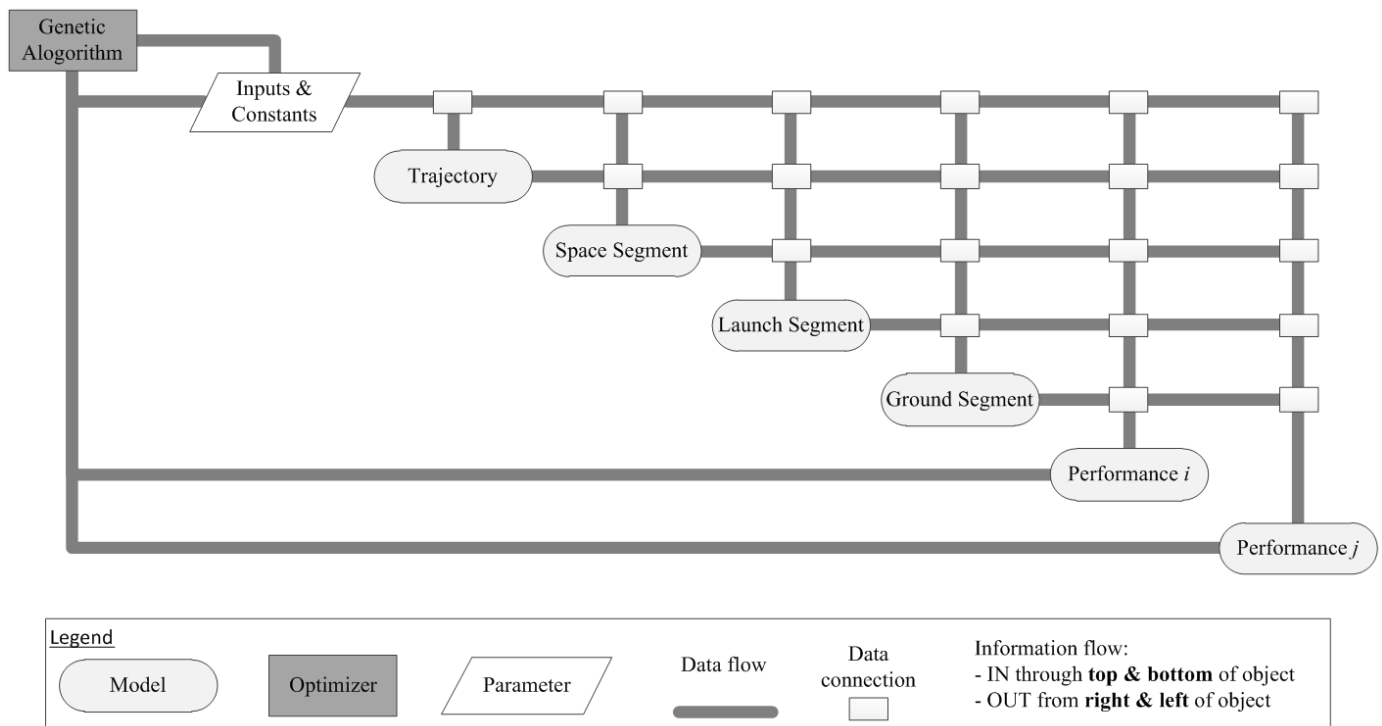 Genetic
Alogorithm
Inputs &
Constants
Trajectory
Space Segment
Launch Segment
Ground Segment
Performance i
Performance j
Legend
Model
Optimizer
Parameter
Data flow
Data
connection
Information flow:
- IN through top & bottom of object
- OUT from right & left of object